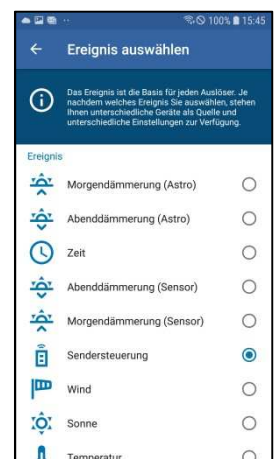 100% 15:45
Ereignis auswählen
Das Ereignis ist die Basis für jeden Auslöser. Je
nachdem welches Ereignis Sie auswählen, stehen
Ihnen unterschiedliche Geräte als Quelle und
unterschiedliche Einstellungen zur Verfügung.
Ereignis
Morgendämmerung (Astro)
Abenddämmerung (Astro)
Zeit
Abenddämmerung (Sensor)
Morgendämmerung (Sensor)
Sendersteuerung
Wind
Sonne
Temperatur